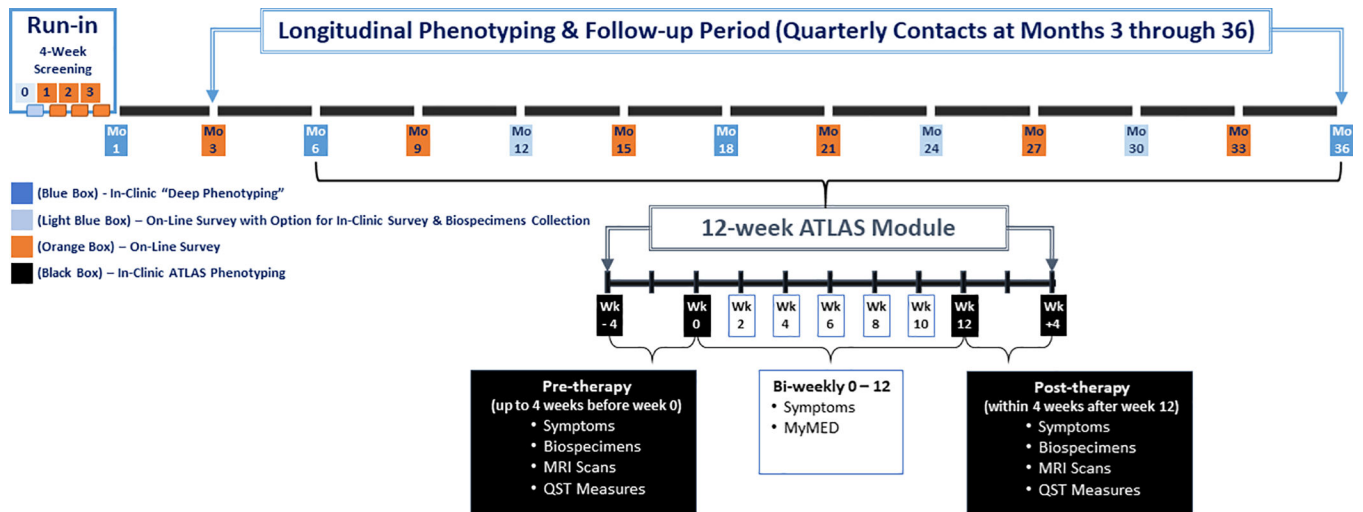 Run-in
4-Week
Screening
0 1 2 3
Longitudinal Phenotyping & Follow-up Period (Quarterly Contacts at Months 3 through 36)
Mo
1
Mo
3
Mo
6
Mo
9
Mo
12
Mo
15
Mo
18
Mo
21
Mo
24
Mo
27
Mo
30
Mo
33
Mo
36
(Blue Box) - In-Clinic “Deep Phenotyping”
(Light Blue Box) – On-Line Survey with Option for In-Clinic Survey & Biospecimens Collection
(Orange Box) – On-Line Survey
(Black Box) – In-Clinic ATLAS Phenotyping
12-week ATLAS Module
Wk
- 4
Wk
0
Wk
2
Wk
4
Wk
6
Wk
8
Wk
10
Wk
12
Wk
+4
Pre-therapy
(up to 4 weeks before week 0)
• Symptoms
• Biospecimens
• MRI Scans
• QST Measures
Bi-weekly 0 – 12
• Symptoms
• MyMED
Post-therapy
(within 4 weeks after week 12)
• Symptoms
• Biospecimens
• MRI Scans
• QST Measures